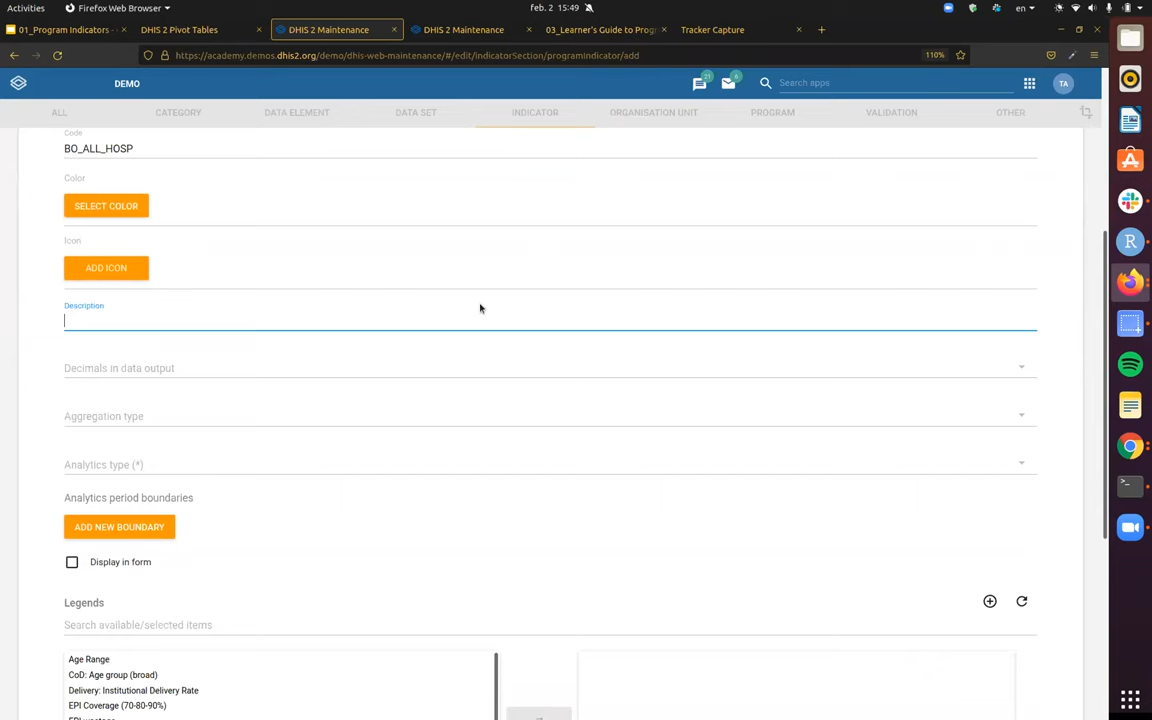 Activities
Firefox Web Browser
feb. 2 15:49
en
01_Program Indicators -
DHIS 2 Pivot Tables
DHIS 2 Maintenance
DHIS 2 Maintenance
03_Learner's Guide to Prog
Tracker Capture
https://academy.demos.dhis2.org/demo/dhis-web-maintenance/#/edit/indicatorSection/programIndicator/add
110%
DEMO
21
6
Search apps
TA
ALL
CATEGORY
DATA ELEMENT
DATA SET
INDICATOR
ORGANISATION UNIT
PROGRAM
VALIDATION
OTHER
Code
BO_ALL_HOSP
Color
SELECT COLOR
Icon
ADD ICON
Description
Decimals in data output
Aggregation type
Analytics type (*)
Analytics period boundaries
ADD NEW BOUNDARY
Display in form
Legends
Search available/selected items
Age Range
CoD: Age group (broad)
Delivery: Institutional Delivery Rate
EPI Coverage (70-80-90%)